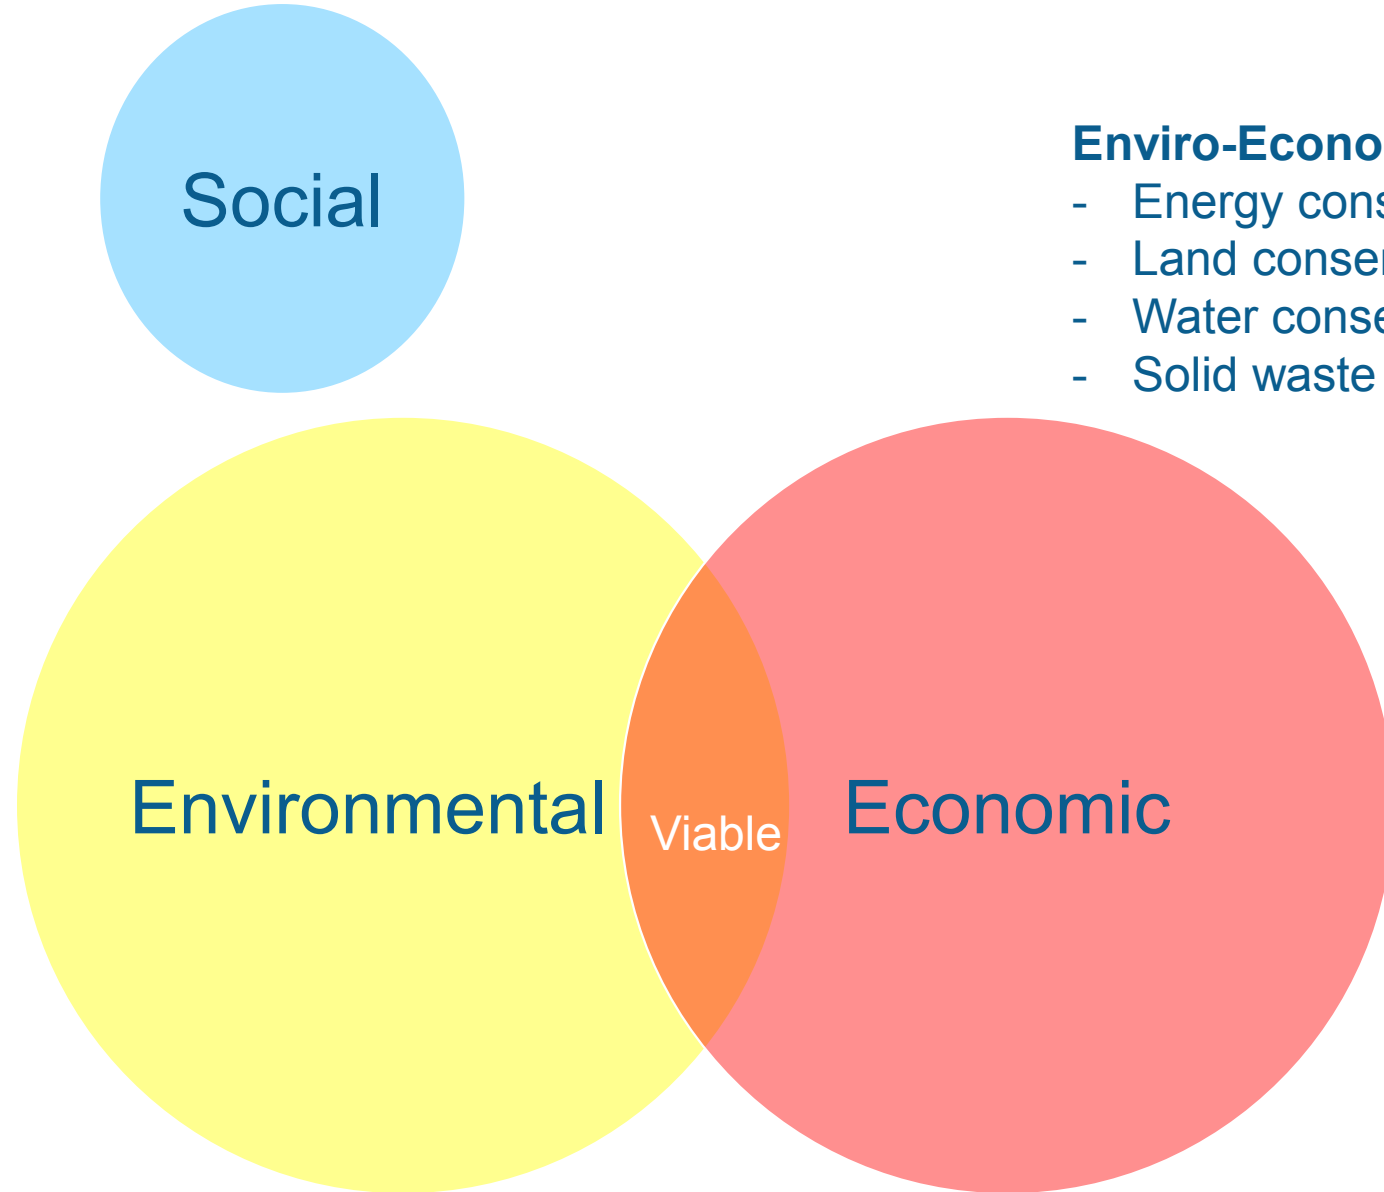 Social
Enviro-Econo
- Energy cons
- Land conser
- Water conse
- Solid waste
Environmental
Viable
Economic